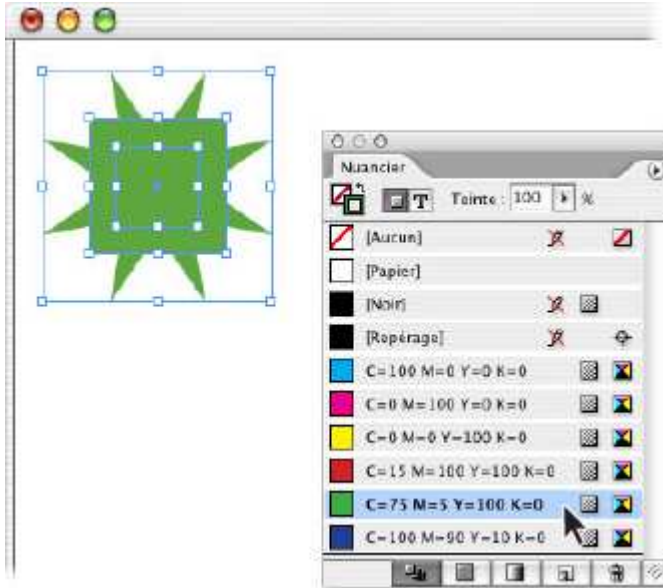 Nuancier
T Teinte : 100 %
[Aucun]
[Papier]
[Noir]
[Repérage]
C=100 M=0 Y=0 K=0
C=0 M=100 Y=0 K=0
C=0 M=0 Y=100 K=0
C=15 M=100 Y=100 K=0
C=75 M=5 Y=100 K=0
C=100 M=90 Y=10 K=0